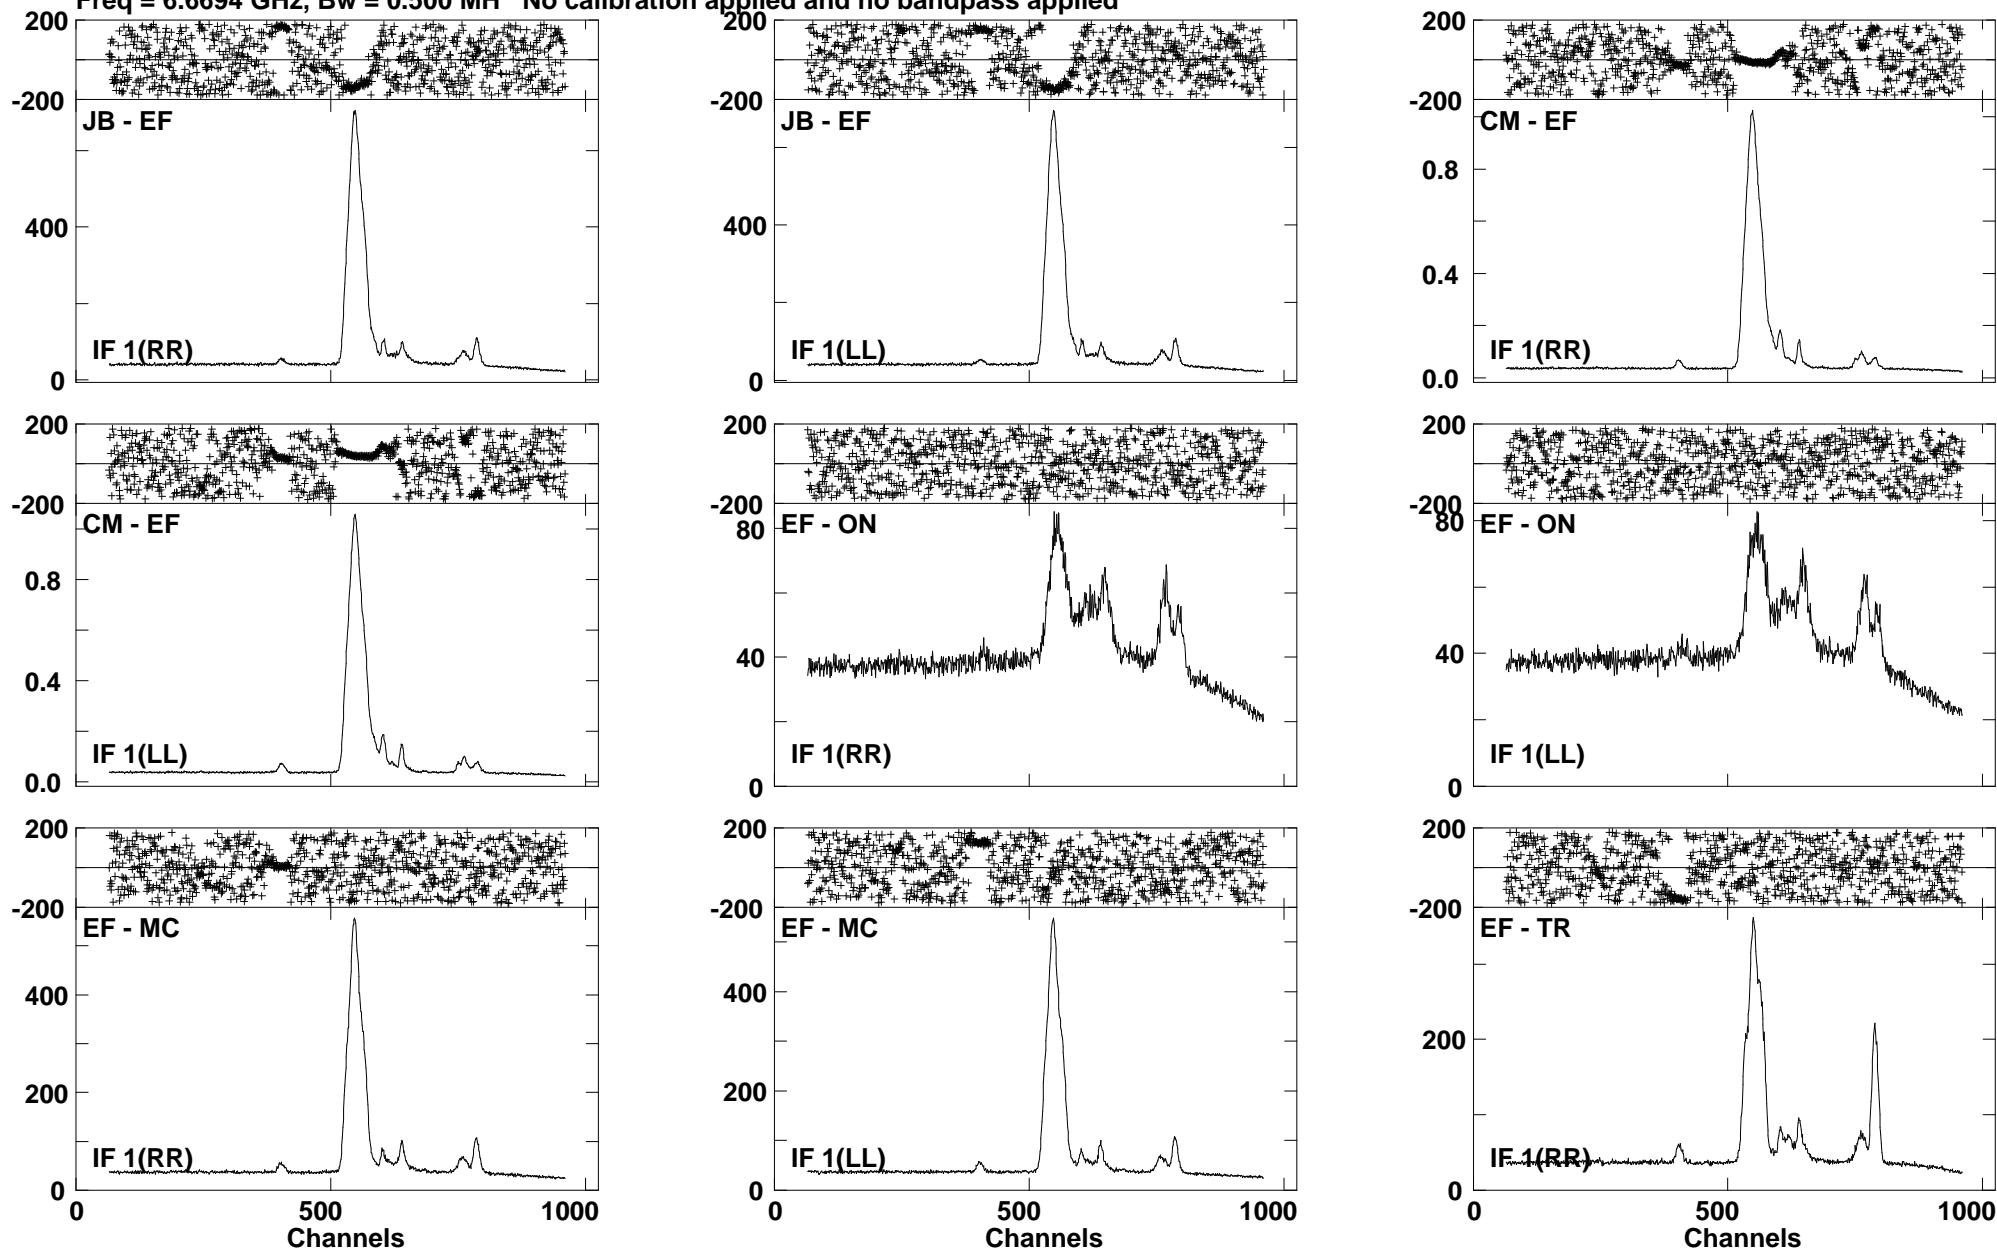 Freq = 6.6694 GHz, Bw = 0.500 MH No calibration applied and no bandpass applied
200
-200
JB - EF
400
IF 1(RR)
0
200
-200
JB - EF
400
IF 1(LL)
0
200
-200
CM - EF
0.8
0.4
IF 1(RR)
0.0
200
-200
CM - EF
0.8
0.4
IF 1(LL)
0.0
200
-200
80
EF - ON
40
IF 1(RR)
0
200
-200
80
EF - ON
40
IF 1(LL)
0
200
-200
EF - MC
400
200
IF 1(RR)
0
0 500 1000
Channels
200
-200
EF - MC
400
200
IF 1(LL)
0
0 500 1000
Channels
200
-200
EF - TR
200
IF 1(RR)
0
0 500 1000
Channels